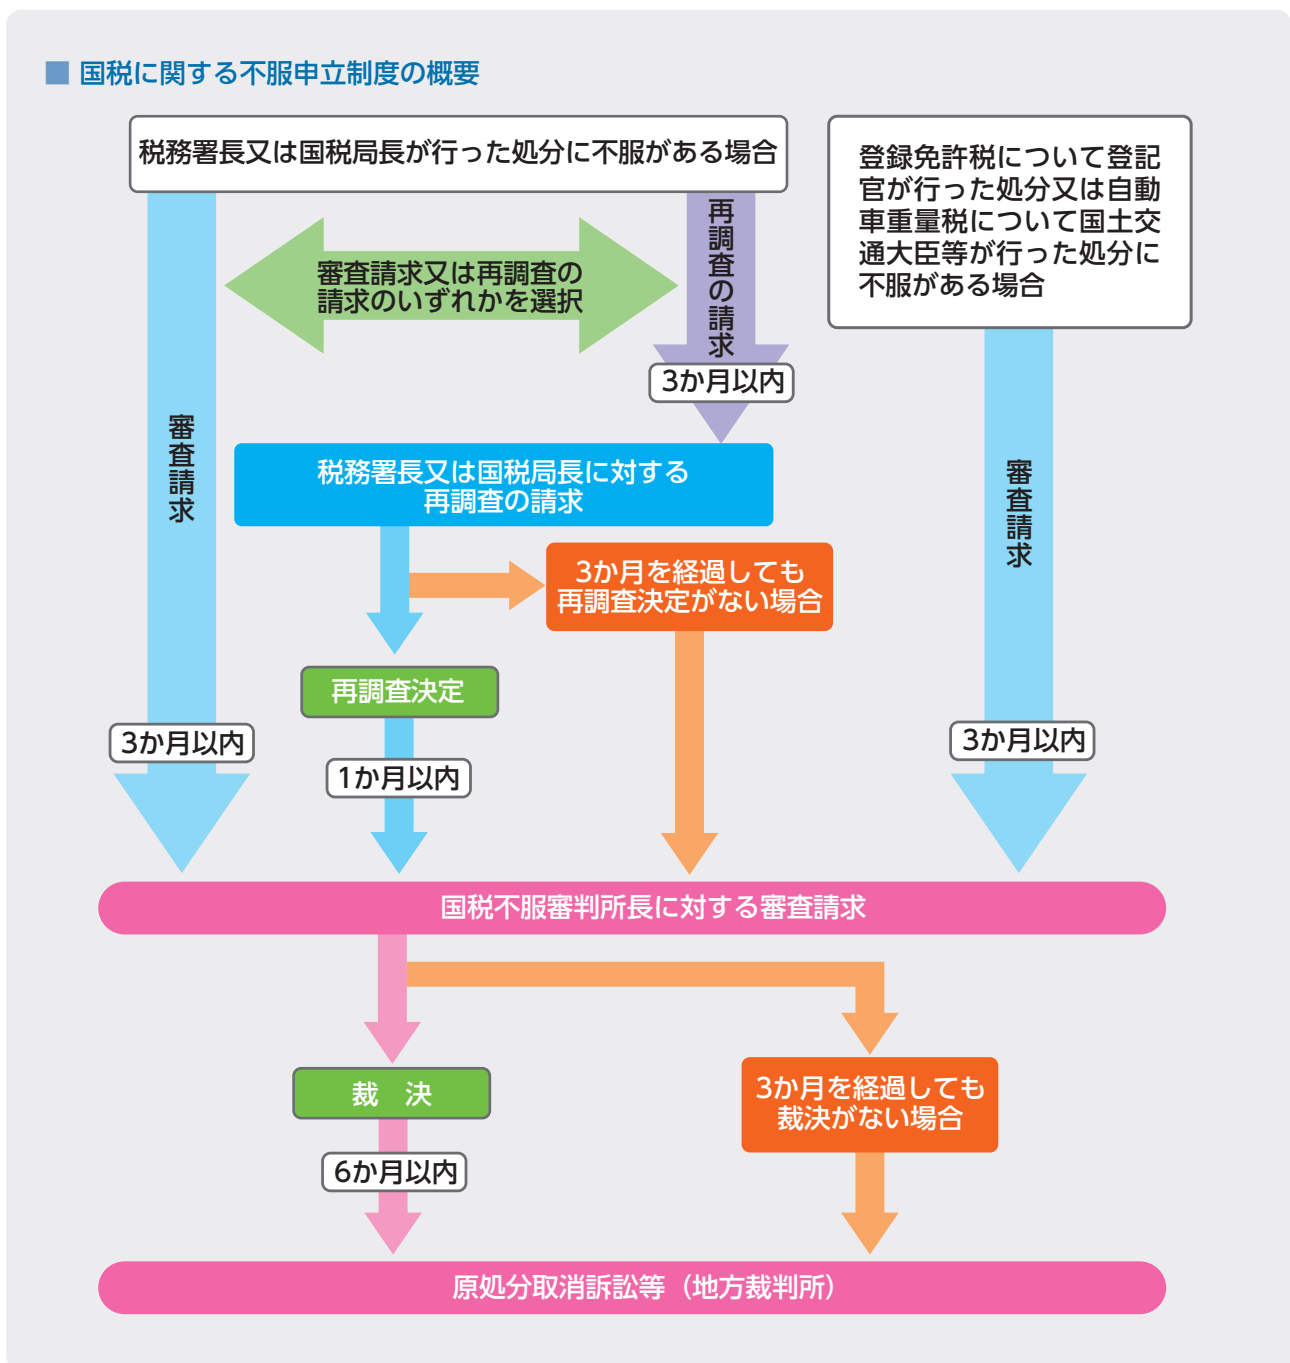 国税に関する不服申立制度の概要
税務署長又は国税局長が行った処分に不服がある場合
登録免許税について登記
官が行った処分又は自動
車重量税について国土交
通大臣等が行った処分に
不服がある場合
審査請求又は再調査の
請求のいずれかを選択
再調査の請求
3か月以内
審査請求
3か月以内
税務署長又は国税局長に対する
再調査の請求
3か月を経過しても
再調査決定がない場合
再調査決定
1か月以内
審査請求
3か月以内
国税不服審判所長に対する審査請求
裁　決
6か月以内
3か月を経過しても
裁決がない場合
原処分取消訴訟等（地方裁判所）